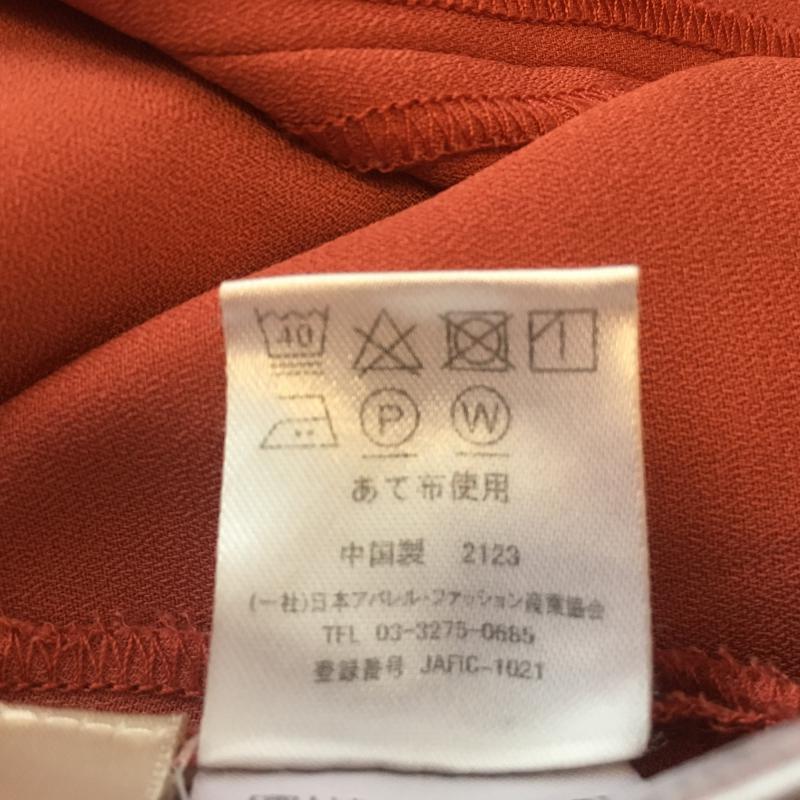 40
P W
あて布使用
中国製 2123
(一社)日本アパレル・ファッション産業協会
TEL 03-3275-0685
登録番号 JAFIC-1021